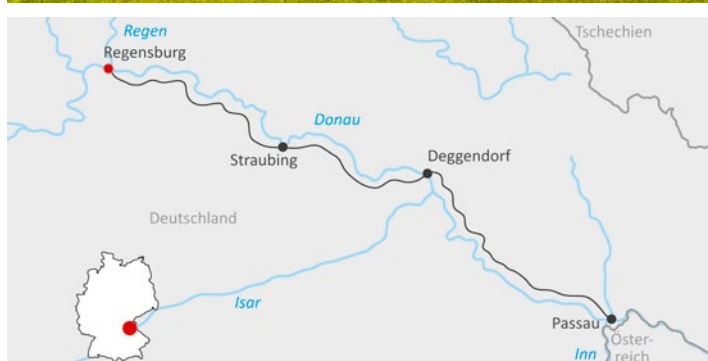 Regen
Regensburg
Tschechien
Donau
Straubing
Deggendorf
Deutschland
Isar
Passau
Öster-
reich
Inn